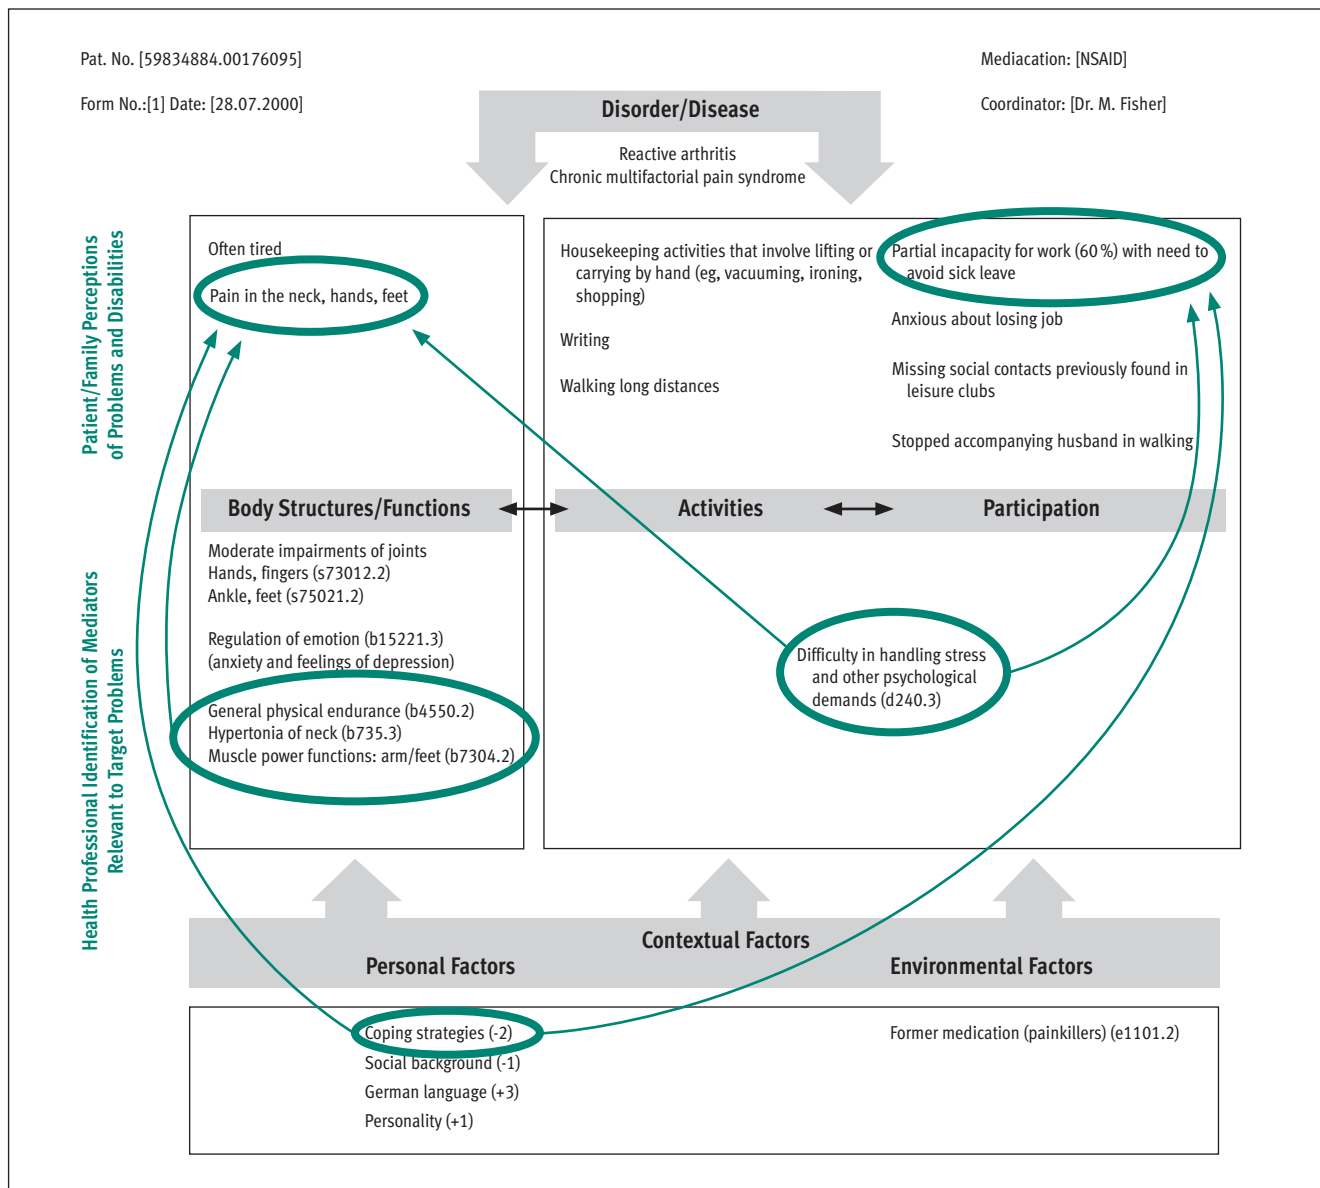 Pat. No. [59834884.00176095]
Mediacation: [NSAID]
Form No.:[1] Date: [28.07.2000]
Coordinator: [Dr. M. Fisher]
Disorder/Disease
Reactive arthritis
Chronic multifactorial pain syndrome
Patient/Family Perceptions
of Problems and Disabilities
Often tired
Pain in the neck, hands, feet
Housekeeping activities that involve lifting or
carrying by hand (eg, vacuuming, ironing,
shopping)
Writing
Walking long distances
Partial incapacity for work (60 %) with need to
avoid sick leave
Anxious about losing job
Missing social contacts previously found in
leisure clubs
Stopped accompanying husband in walking
Body Structures/Functions
Activities
Participation
Health Professional Identification of Mediators
Relevant to Target Problems
Moderate impairments of joints
Hands, fingers (s73012.2)
Ankle, feet (s75021.2)
Regulation of emotion (b15221.3)
(anxiety and feelings of depression)
General physical endurance (b4550.2)
Hypertonia of neck (b735.3)
Muscle power functions: arm/feet (b7304.2)
Difficulty in handling stress
and other psychological
demands (d240.3)
Contextual Factors
Personal Factors
Environmental Factors
Coping strategies (-2)
Social background (-1)
German language (+3)
Personality (+1)
Former medication (painkillers) (e1101.2)